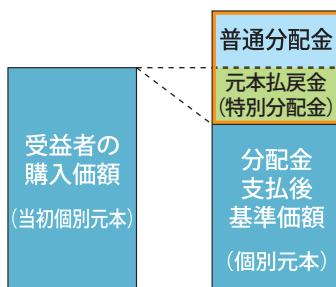 普通分配金
元本払戻金
(特別分配金)
受益者の
購入価額
(当初個別元本)
分配金
支払後
基準価額
(個別元本)